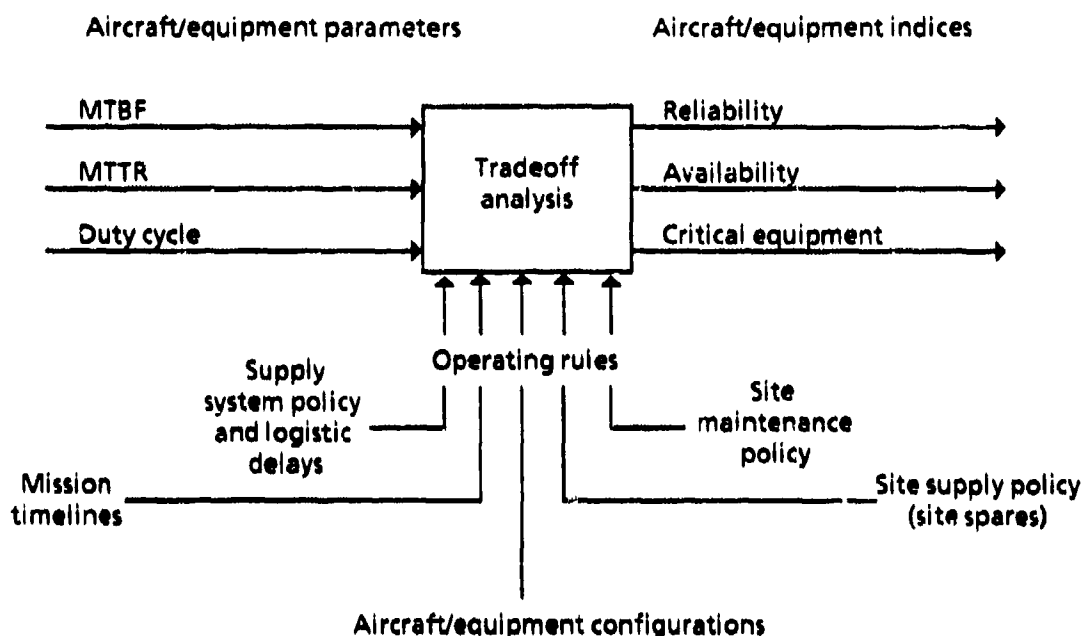 Aircraft/equipment parameters
Aircraft/equipment indices
MTBF
MTTR
Duty cycle
Tradeoff
analysis
Reliability
Availability
Critical equipment
Operating rules
Supply
system policy
and logistic
delays
Site
maintenance
policy
Mission
timelines
Site supply policy
(site spares)
Aircraft/equipment configurations